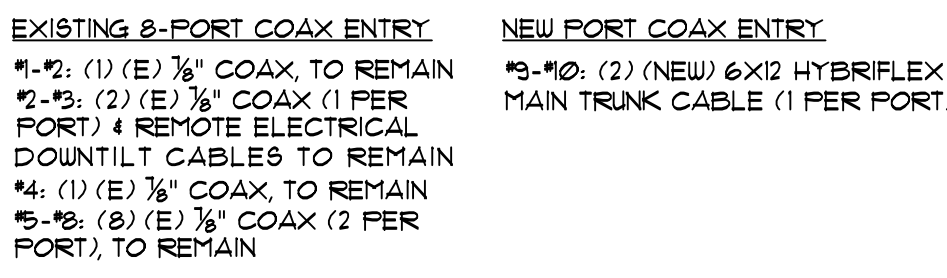 EXISTING 8-PORT COAX ENTRY
#1-#2: (1) (E) 7/8" COAX, TO REMAIN
#2-#3: (2) (E) 7/8" COAX (1 PER
PORT) & REMOTE ELECTRICAL
DOWNTILT CABLES TO REMAIN
#4: (1) (E) 7/8" COAX, TO REMAIN
#5-#8: (8) (E) 7/8" COAX (2 PER
PORT), TO REMAIN
NEW PORT COAX ENTRY
#9-#10: (2) (NEW) 6X12 HYBRIFLEX
MAIN TRUNK CABLE (1 PER PORT)